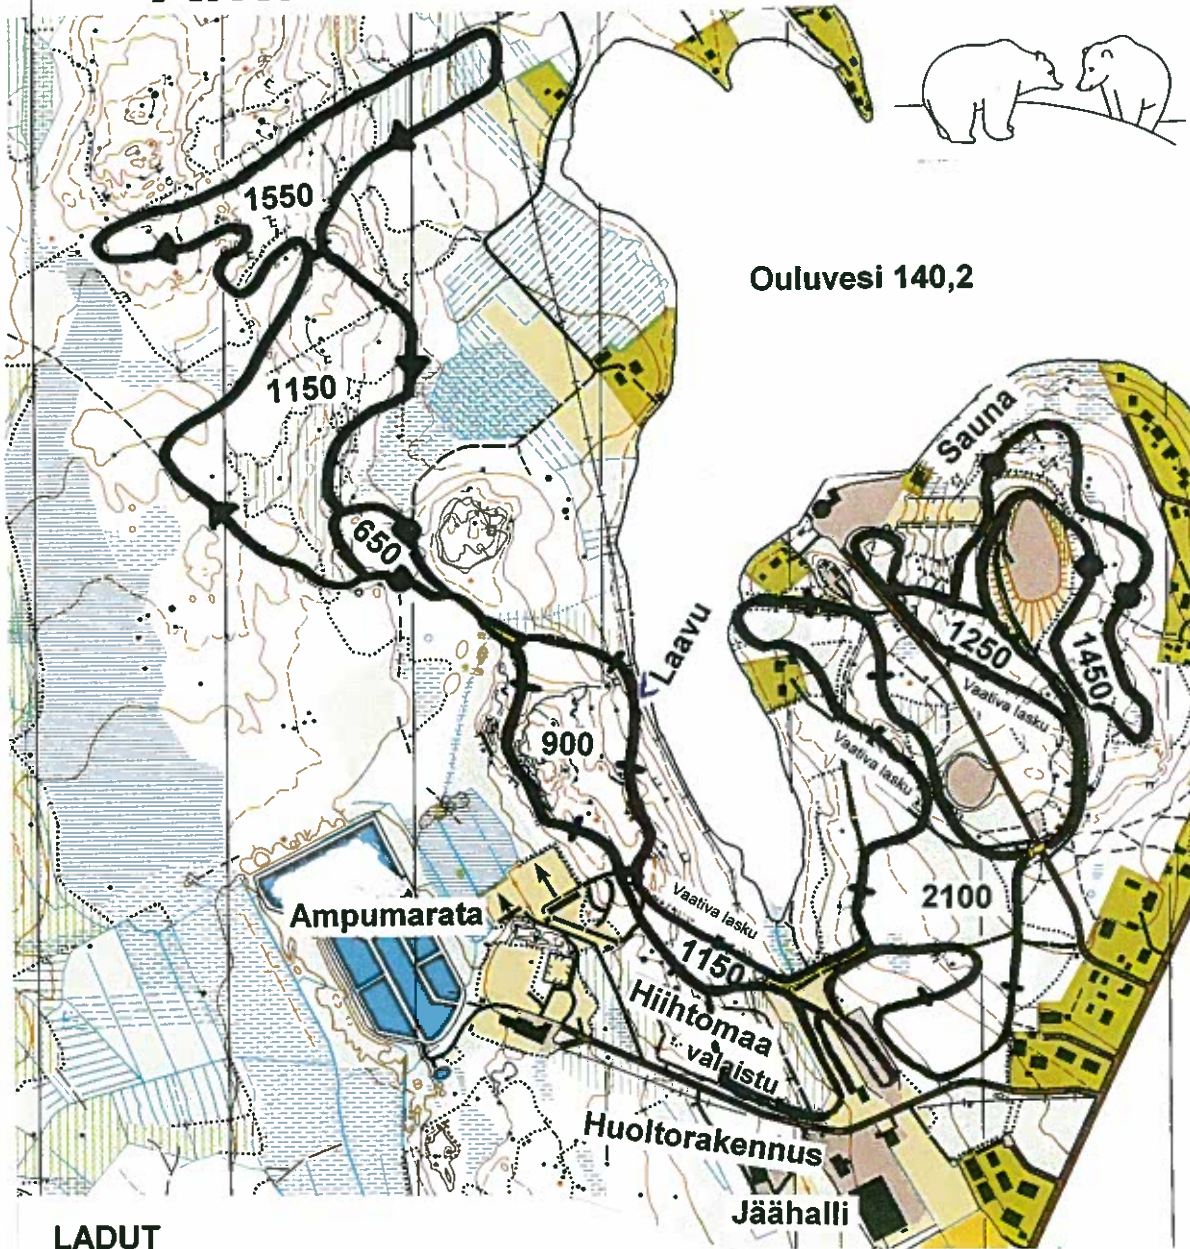 1550
Ouluvesi 140,2
1150
Sauna
650
1250
1450
Laavu
Vaativa lasku
900
Vaativa lasku
2100
Vaativa lasku
Ampumarata
1150
Hiihtomaa
valaistu
Huoltorakennus
Jäähalli
LADUT